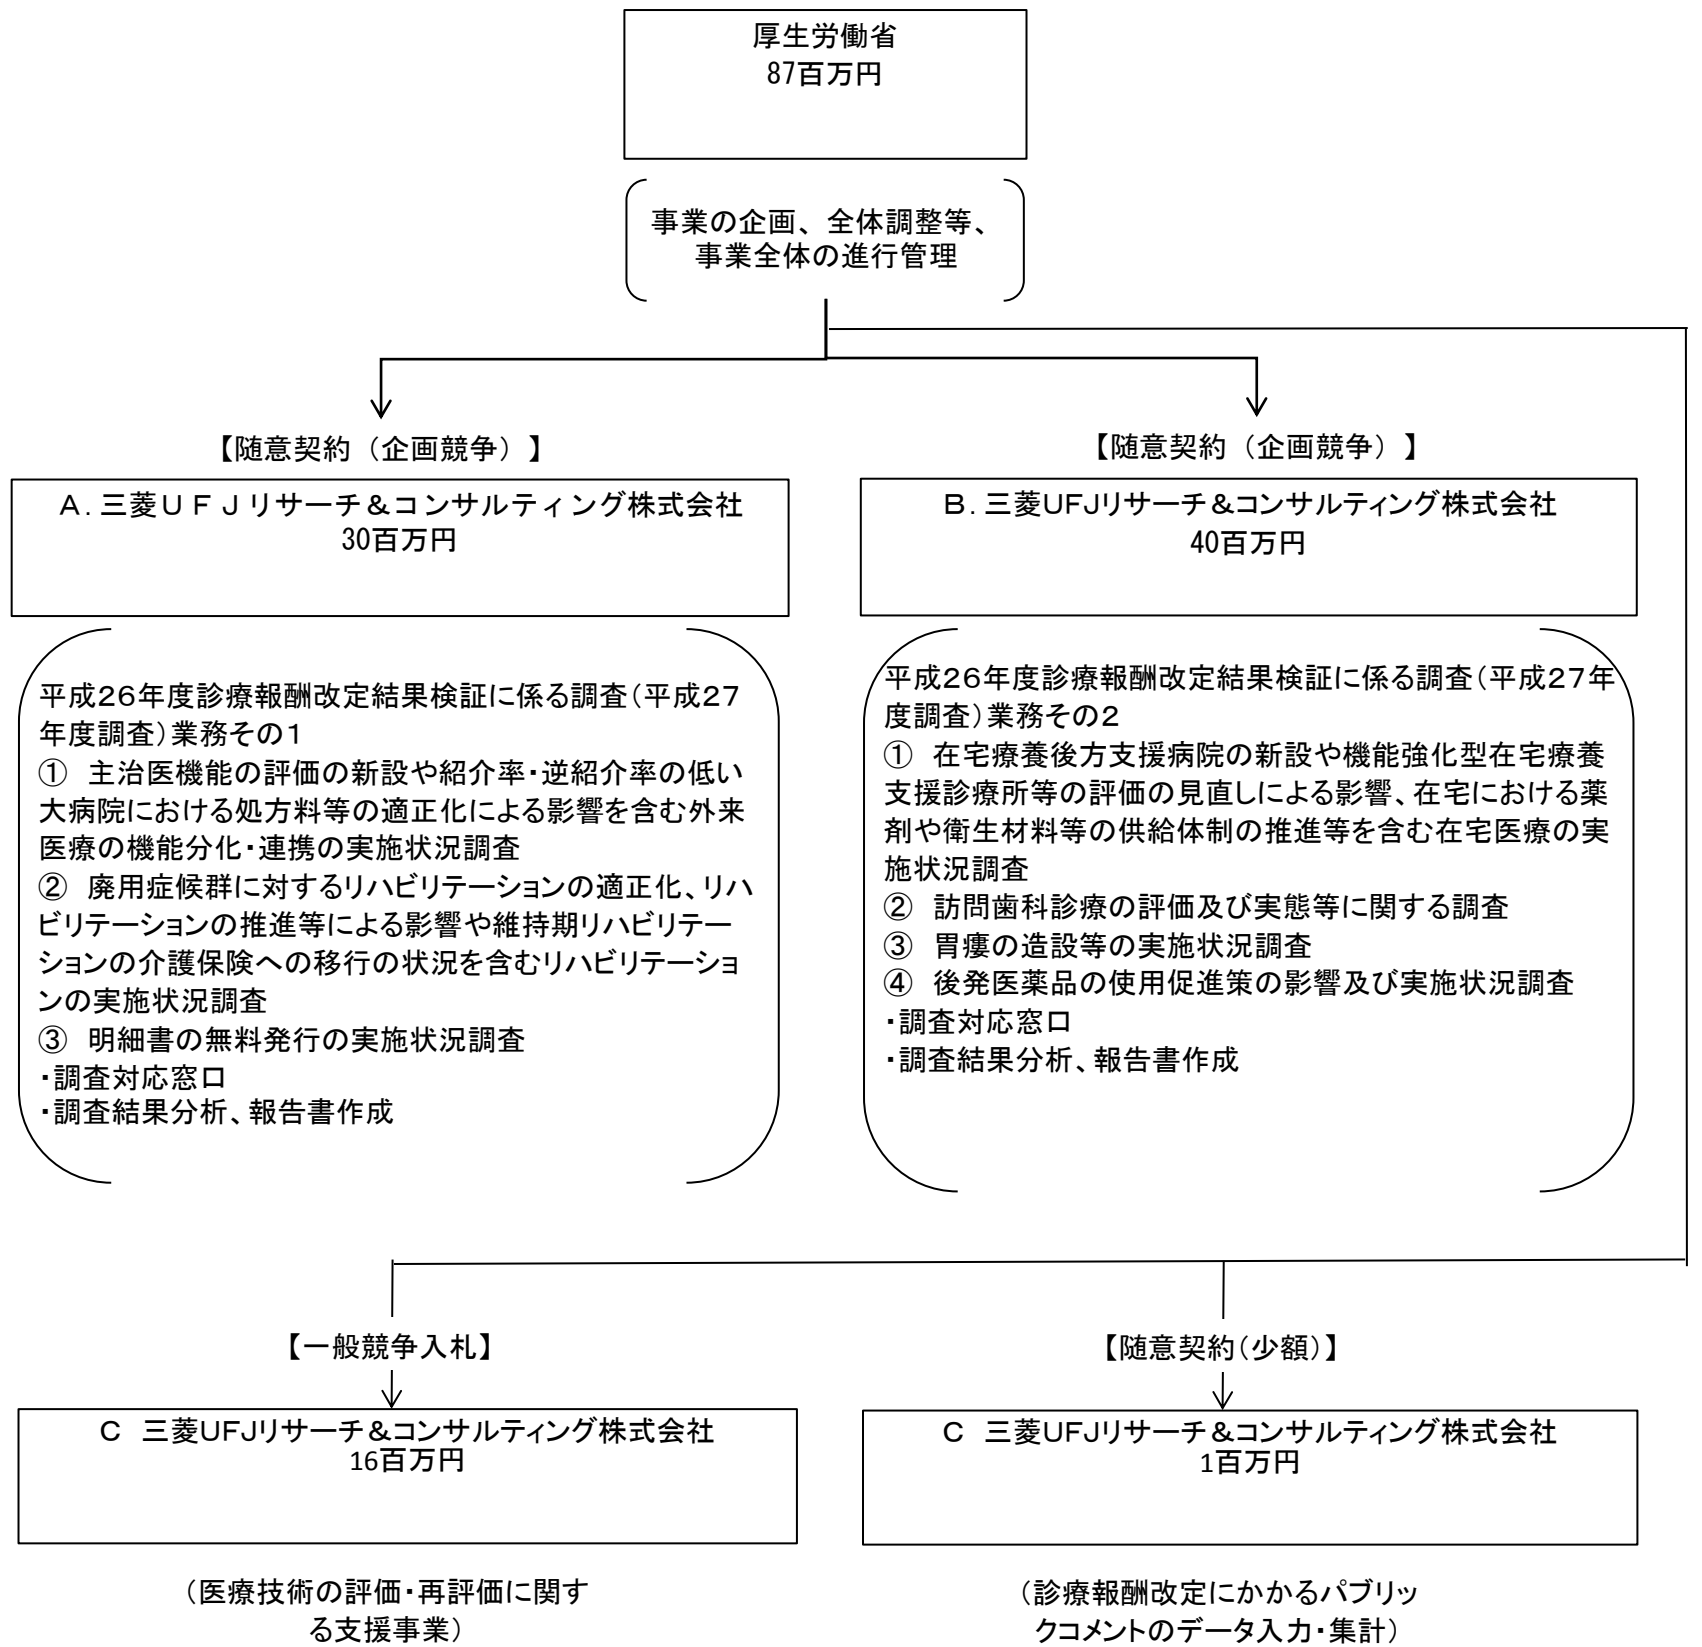 厚生労働省
87百万円
事業の企画、全体調整等、
事業全体の進行管理
【随意契約（企画競争）】
A．三菱ＵＦＪリサーチ＆コンサルティング株式会社
30百万円
平成26年度診療報酬改定結果検証に係る調査（平成27
年度調査）業務その1
① 主治医機能の評価の新設や紹介率・逆紹介率の低い
大病院における処方料等の適正化による影響を含む外来
医療の機能分化・連携の実施状況調査
② 廃用症候群に対するリハビリテーションの適正化、リハ
ビリテーションの推進等による影響や維持期リハビリテー
ションの介護保険への移行の状況を含むリハビリテーショ
ンの実施状況調査
③ 明細書の無料発行の実施状況調査
・調査対応窓口
・調査結果分析、報告書作成
【随意契約（企画競争）】
B．三菱UFJリサーチ＆コンサルティング株式会社
40百万円
平成26年度診療報酬改定結果検証に係る調査（平成27年
度調査）業務その2
① 在宅療養後方支援病院の新設や機能強化型在宅療養
支援診療所等の評価の見直しによる影響、在宅における薬
剤や衛生材料等の供給体制の推進等を含む在宅医療の実
施状況調査
② 訪問歯科診療の評価及び実態等に関する調査
③ 胃瘻の造設等の実施状況調査
④ 後発医薬品の使用促進策の影響及び実施状況調査
・調査対応窓口
・調査結果分析、報告書作成
【一般競争入札】
C 三菱UFJリサーチ＆コンサルティング株式会社
16百万円
（医療技術の評価・再評価に関す
る支援事業）
【随意契約（少額）】
C 三菱UFJリサーチ＆コンサルティング株式会社
1百万円
（診療報酬改定にかかるパブリッ
クコメントのデータ入力・集計）